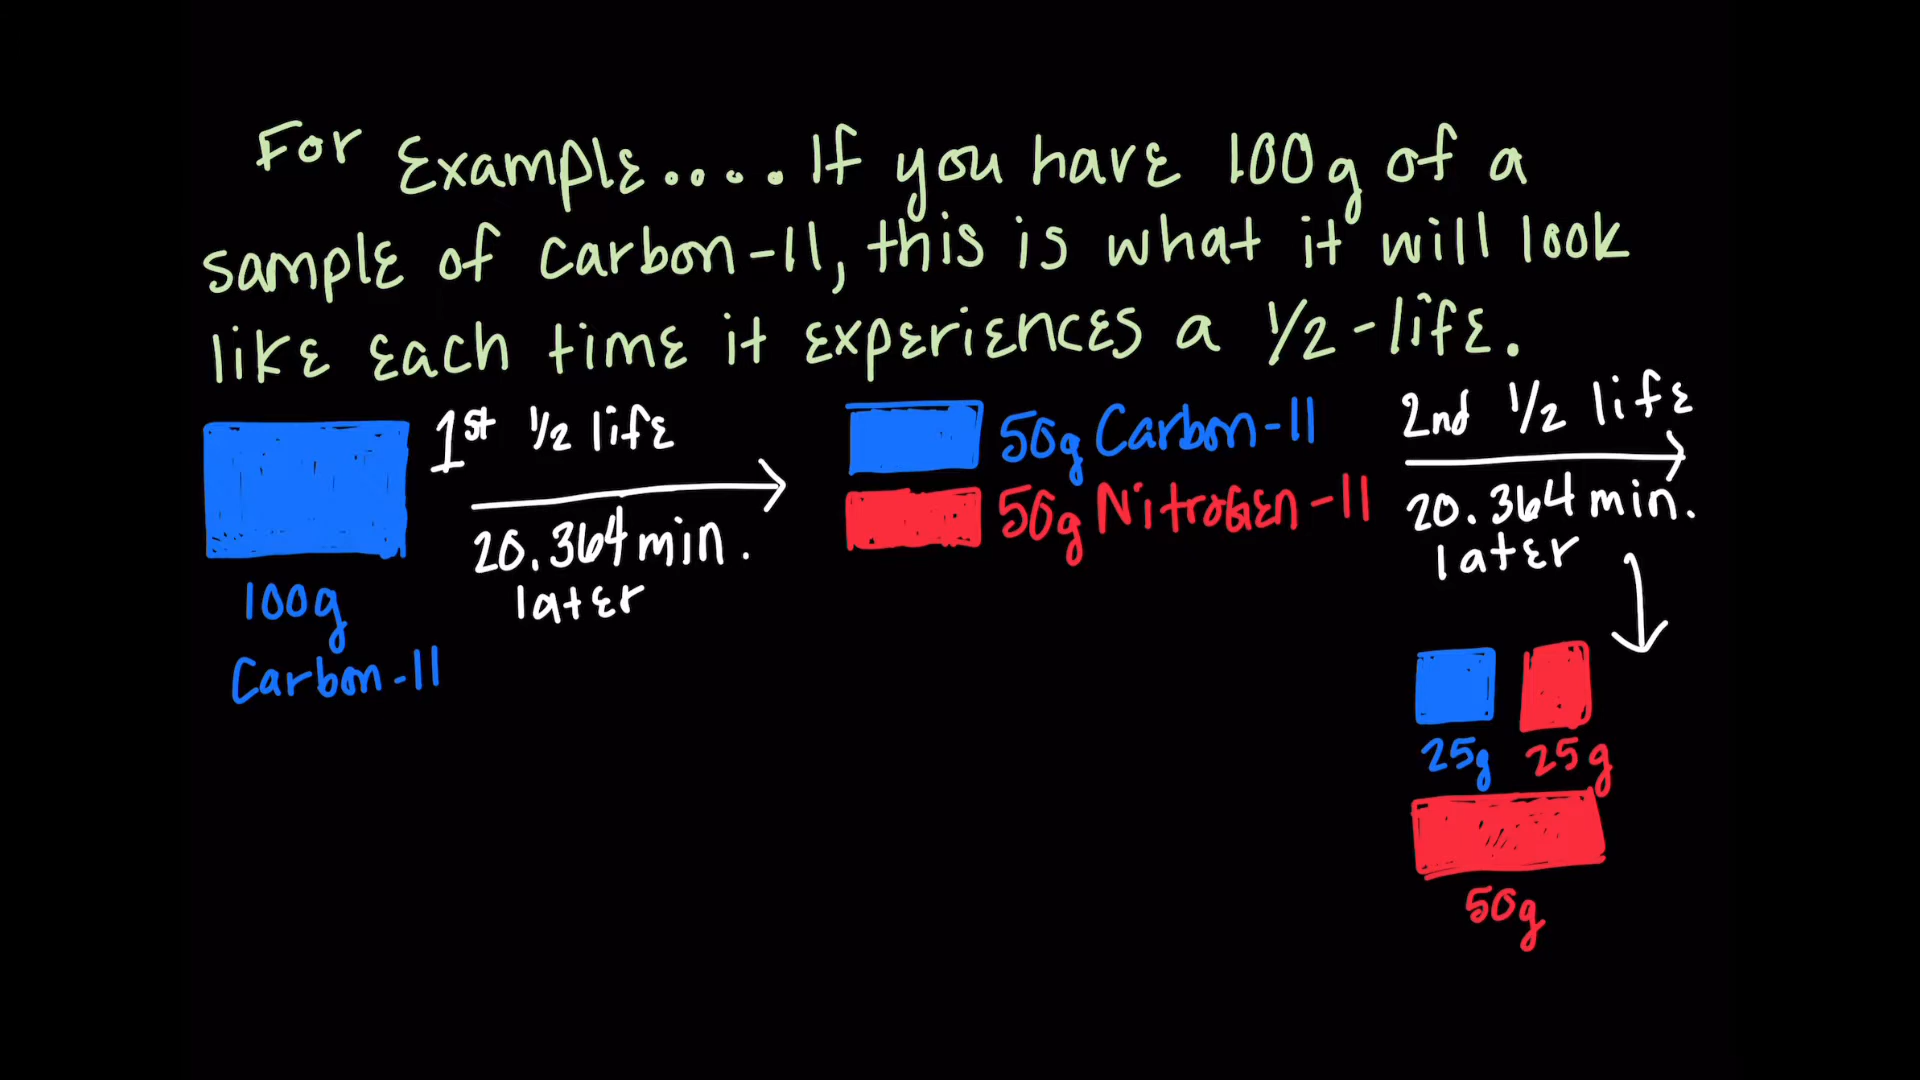 For Example.... If you have 100g of a
sample of Carbon-11, this is what it will look
like each time it experiences a 1/2-life.
1st 1/2 life
20.364 min.
later
100g
Carbon-11
50g Carbon-11
50g Nitrogen-11
2nd 1/2 life
20.364 min.
later
25g 25g
50g